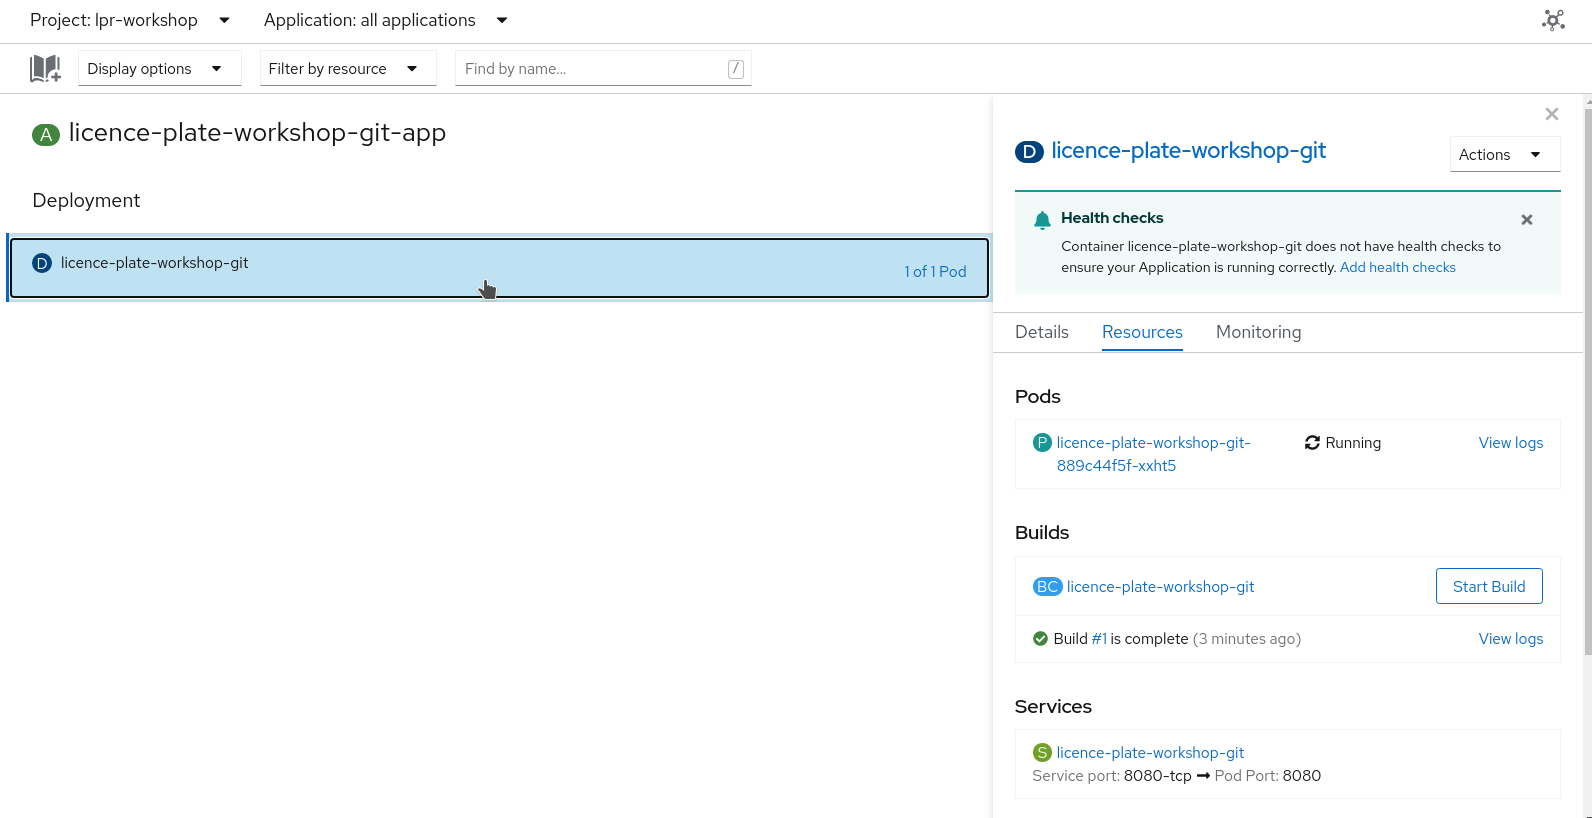 Project: lpr-workshop Application: all applications
Display options Filter by resource Find by name... /
A licence-plate-workshop-git-app
Deployment
D licence-plate-workshop-git
1 of 1 Pod
D licence-plate-workshop-git
Actions
Health checks
Container licence-plate-workshop-git does not have health checks to
ensure your Application is running correctly. Add health checks
Details Resources Monitoring
Pods
P licence-plate-workshop-git- Running View logs
889c44f5f-xxht5
Builds
BC licence-plate-workshop-git Start Build
Build #1 is complete (3 minutes ago) View logs
Services
S licence-plate-workshop-git
Service port: 8080-tcp → Pod Port: 8080